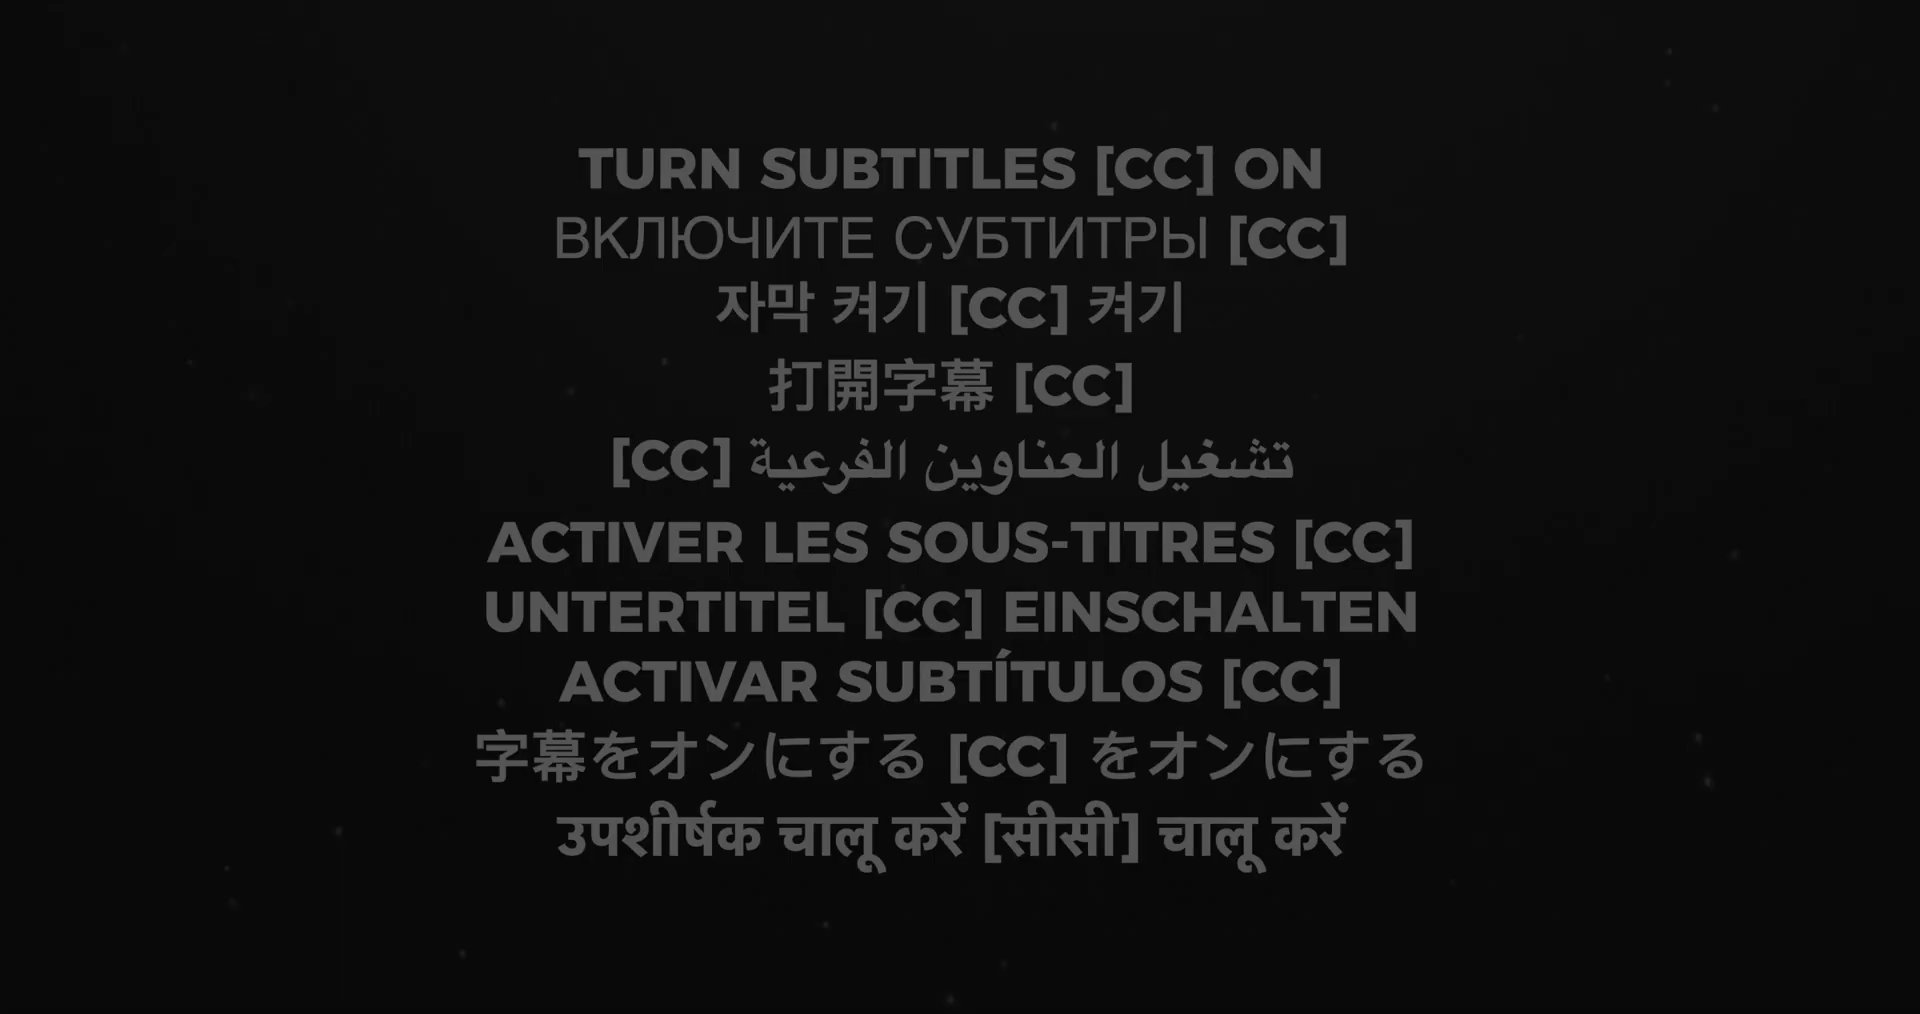 TURN SUBTITLES [CC] ON
ВКЛЮЧИТЕ СУБТИТРЫ [CC]
자막 켜기 [CC] 켜기
打開字幕 [CC]
تشغيل العناوين الفرعية [CC]
ACTIVER LES SOUS-TITRES [CC]
UNTERTITEL [CC] EINSCHALTEN
ACTIVAR SUBTÍTULOS [CC]
字幕をオンにする [CC] をオンにする
उपशीर्षक चालू करें [सीसी] चालू करें